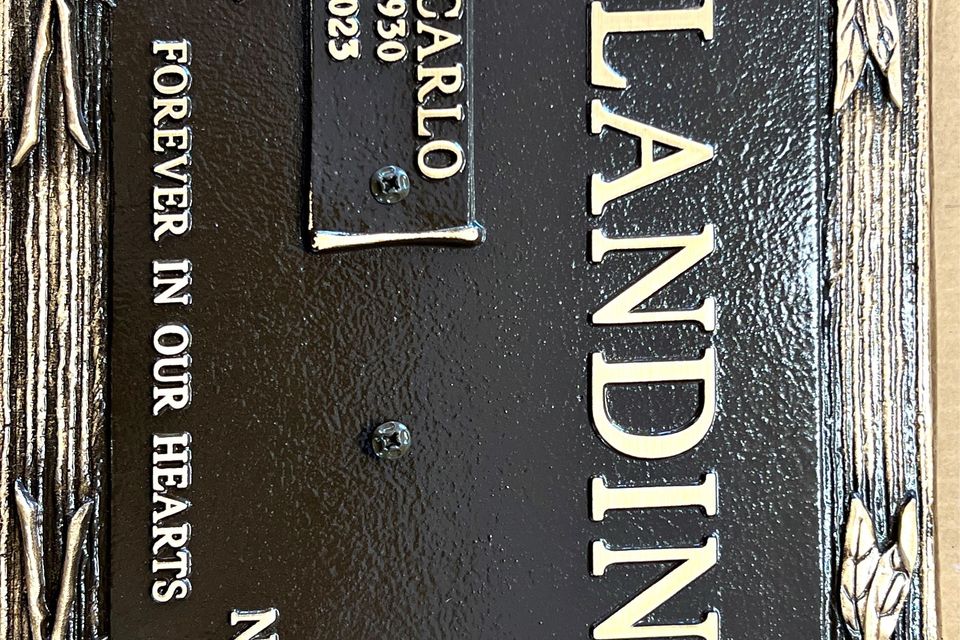 LANDIN
CARLO
930
023
FOREVER IN OUR HEARTS
N